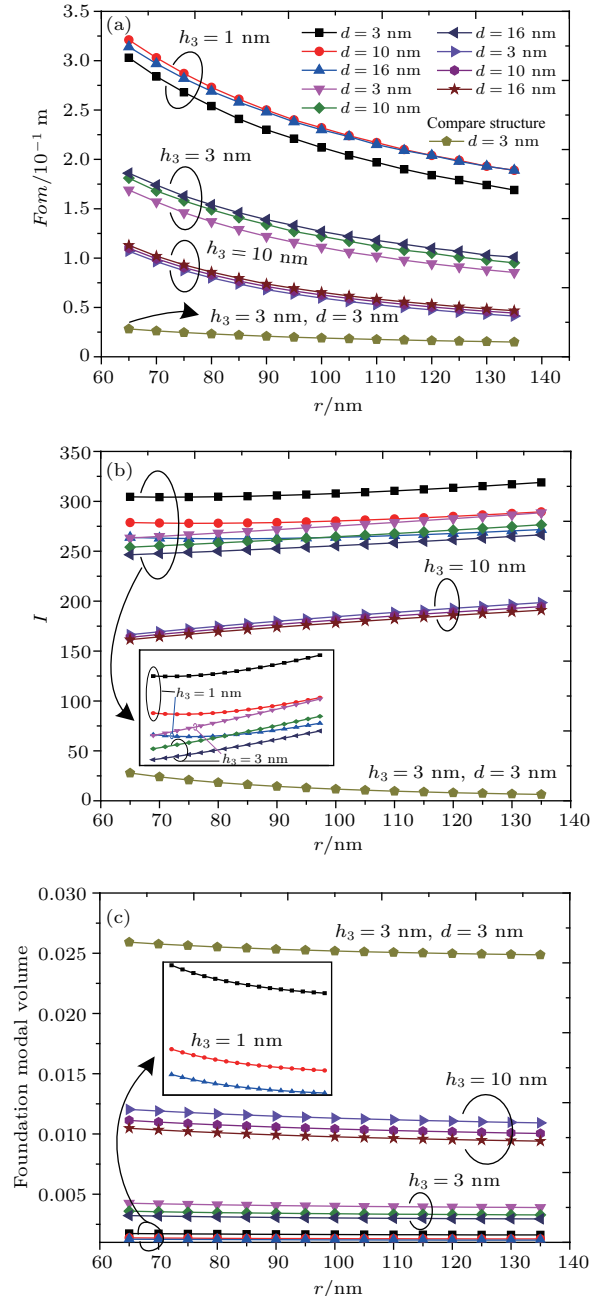 (a)
h₃ = 1 nm
d = 3 nm
d = 10 nm
d = 16 nm
d = 3 nm
d = 10 nm
d = 16 nm
d = 3 nm
d = 10 nm
d = 16 nm
Compare structure
d = 3 nm
h₃ = 3 nm
h₃ = 10 nm
h₃ = 3 nm, d = 3 nm
Fom/10⁻¹ m
3.5
3.0
2.5
2.0
1.5
1.0
0.5
0
60 70 80 90 100 110 120 130 140
r/nm
(b)
h₃ = 10 nm
h₃ = 1 nm
h₃ = 3 nm
h₃ = 3 nm, d = 3 nm
I
350
300
250
200
150
100
50
0
60 70 80 90 100 110 120 130 140
r/nm
(c)
h₃ = 3 nm, d = 3 nm
h₃ = 1 nm
h₃ = 10 nm
h₃ = 3 nm
Foundation modal volume
0.030
0.025
0.020
0.015
0.010
0.005
60 70 80 90 100 110 120 130 140
r/nm